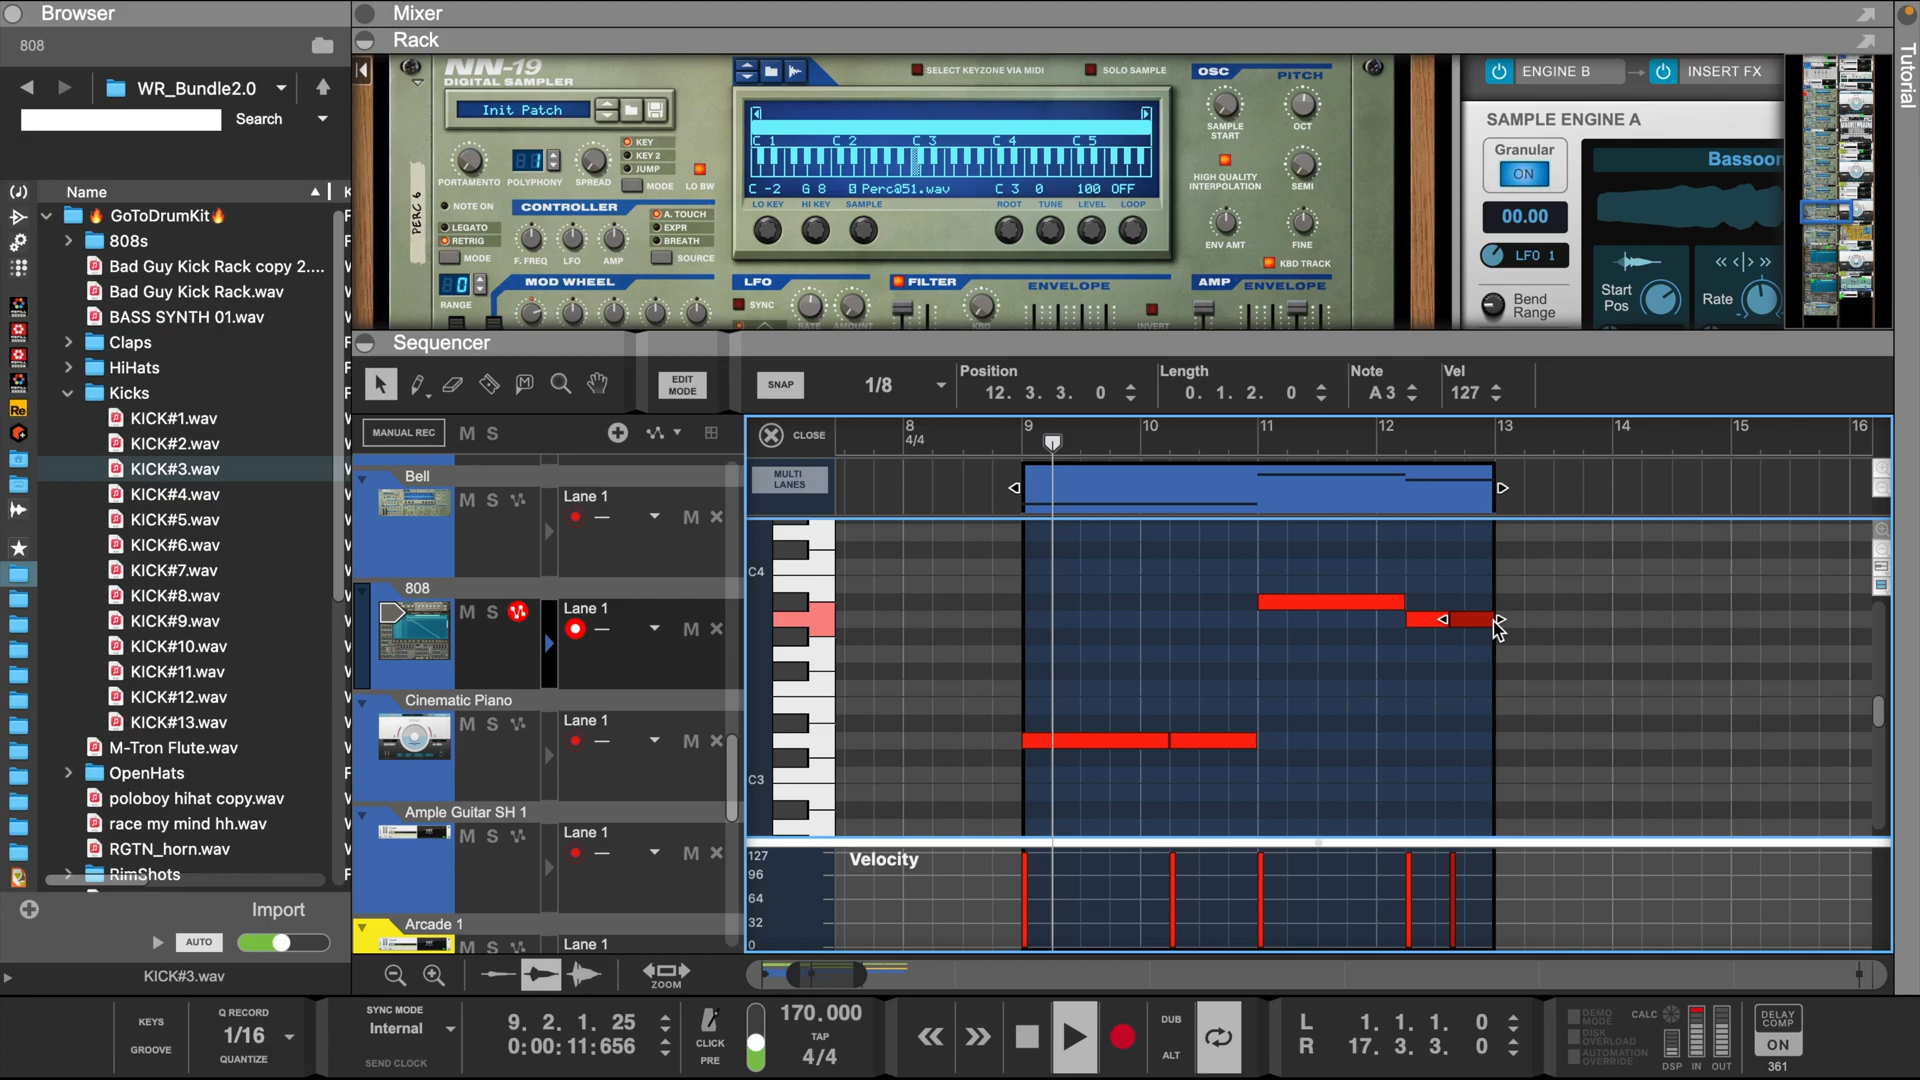 Browser
808
WR_Bundle2.0
Search
Name
🔥 GoToDrumKit🔥
808s
Bad Guy Kick Rack copy 2....
Bad Guy Kick Rack.wav
BASS SYNTH 01.wav
Claps
HiHats
Kicks
KICK#1.wav
KICK#2.wav
KICK#3.wav
KICK#4.wav
KICK#5.wav
KICK#6.wav
KICK#7.wav
KICK#8.wav
KICK#9.wav
KICK#10.wav
KICK#11.wav
KICK#12.wav
KICK#13.wav
M-Tron Flute.wav
OpenHats
poloboy hihat copy.wav
race my mind hh.wav
RGTN_horn.wav
RimShots
Import
AUTO
KICK#3.wav
Mixer
Rack
Tutorial
NN-19
DIGITAL SAMPLER
Init Patch
PORTAMENTO
POLYPHONY
SPREAD
KEY
KEY 2
JUMP
MODE
LO BW
PERC 6
NOTE ON
LEGATO
RETRIG
MODE
CONTROLLER
F. FREQ
LFO
AMP
A. TOUCH
EXPR
BREATH
SOURCE
RANGE
MOD WHEEL
SELECT KEYZONE VIA MIDI
SOLO SAMPLE
C 1 C 2 C 3 C 4 C 5
C -2 G 8 Perc@51.wav C 3 0 100 OFF
LO KEY HI KEY SAMPLE ROOT TUNE LEVEL LOOP
OSC
PITCH
SAMPLE START
OCT
HIGH QUALITY INTERPOLATION
SEMI
ENV AMT
FINE
KBD TRACK
LFO
SYNC
RATE
AMOUNT
FILTER
KBD
ENVELOPE
INVERT
AMP
ENVELOPE
ENGINE B
INSERT FX
SAMPLE ENGINE A
Granular
ON
00.00
LFO 1
Bend Range
Bassoon
Start Pos
Rate
Sequencer
EDIT MODE
SNAP
1/8
Position
12. 3. 3. 0
Length
0. 1. 2. 0
Note
A 3
Vel
127
MANUAL REC
M S
CLOSE
8 9 10 11 12 13 14 15 16
4/4
MULTI LANES
Bell
M S
Lane 1
M
808
M S
Lane 1
M
Cinematic Piano
M S
Lane 1
M
Ample Guitar SH 1
M S
Lane 1
M
Arcade 1
M S
Lane 1
C4
C3
Velocity
127
96
64
32
0
ZOOM
KEYS
GROOVE
Q RECORD
1/16
QUANTIZE
SYNC MODE
Internal
SEND CLOCK
9. 2. 1. 25
0:00:11:656
CLICK
PRE
170.000
TAP
4/4
DUB
ALT
L 1. 1. 1. 0
R 17. 3. 3. 0
DEMO MODE
DISK OVERLOAD
AUTOMATION OVERRIDE
CALC
DSP IN OUT
DELAY COMP
ON
361